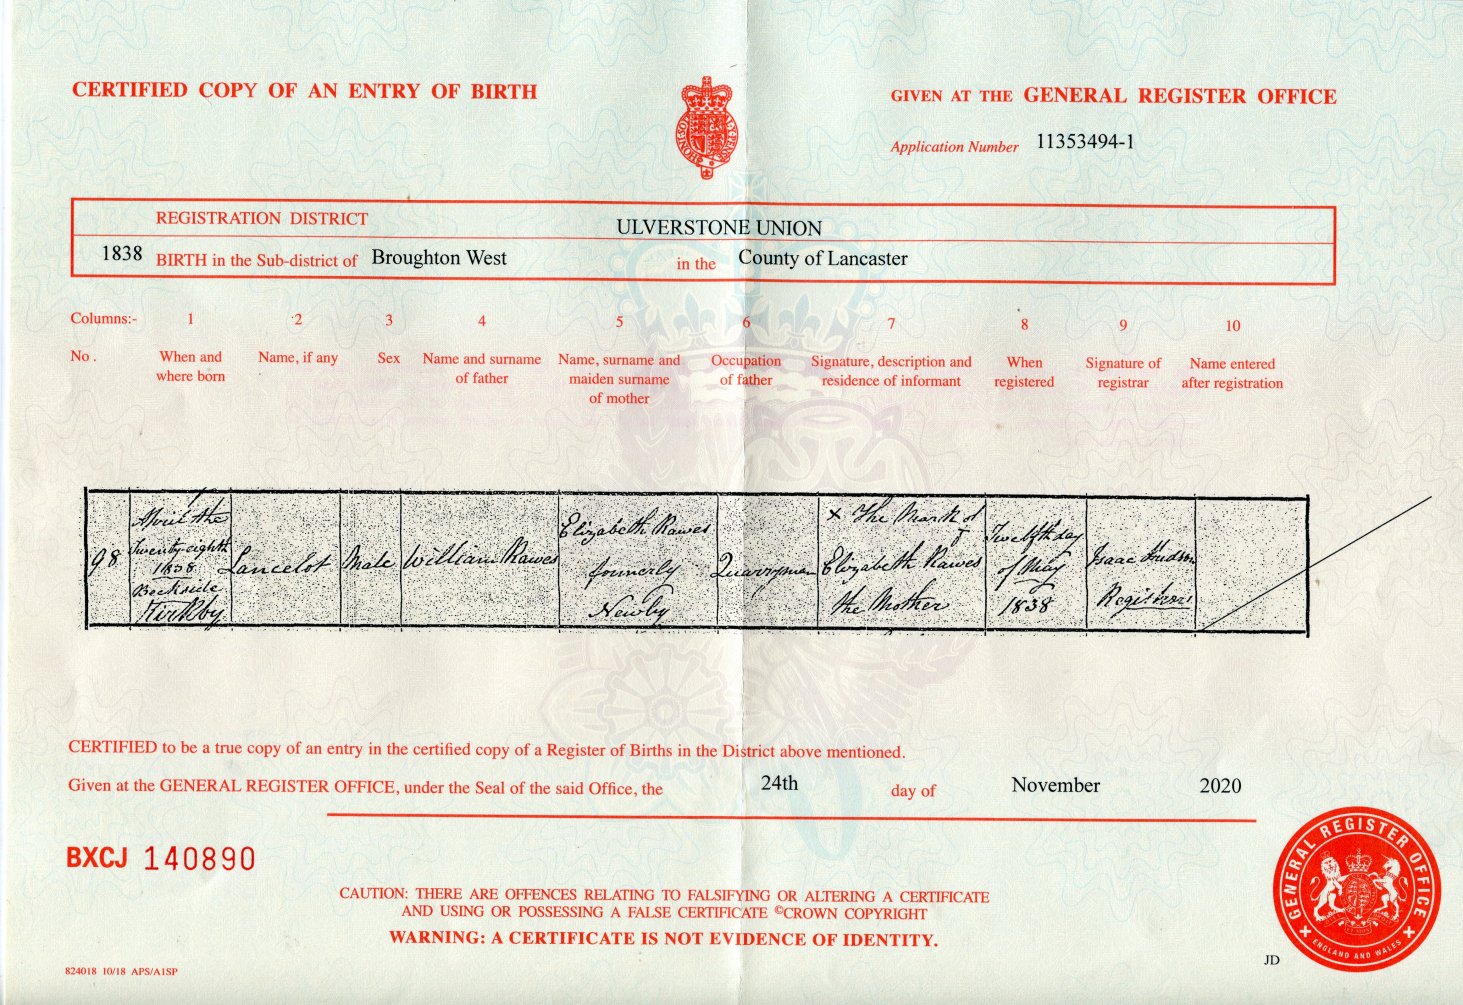 CERTIFIED COPY OF AN ENTRY OF BIRTH
GIVEN AT THE GENERAL REGISTER OFFICE
Application Number 11353494-1
REGISTRATION DISTRICT ULVERSTONE UNION
1838 BIRTH in the Sub-district of Broughton West in the County of Lancaster
Columns:- 1 2 3 4 5 6 7 8 9 10
No. When and where born
Name, if any
Sex
Name and surname of father
Name, surname and maiden surname of mother
Occupation of father
Signature, description and residence of informant
When registered
Signature of registrar
Name entered after registration
98
April the
Twenty-eighth
1838
Beckside
Kirkby
Lancelot
Male
William Rawes
Elizabeth Rawes
formerly
Newby
Quarryman
x The Mark of
Elizabeth Rawes
the Mother
Twelfth day
of May
1838
Isaac Hudson
Registrar
CERTIFIED to be a true copy of an entry in the certified copy of a Register of Births in the District above mentioned.
Given at the GENERAL REGISTER OFFICE, under the Seal of the said Office, the 24th day of November 2020
BXCJ 140890
CAUTION: THERE ARE OFFENCES RELATING TO FALSIFYING OR ALTERING A CERTIFICATE
AND USING OR POSSESSING A FALSE CERTIFICATE ©CROWN COPYRIGHT
WARNING: A CERTIFICATE IS NOT EVIDENCE OF IDENTITY.
GENERAL REGISTER OFFICE
ENGLAND AND WALES
JD
824018 10/18 APS/A1SP